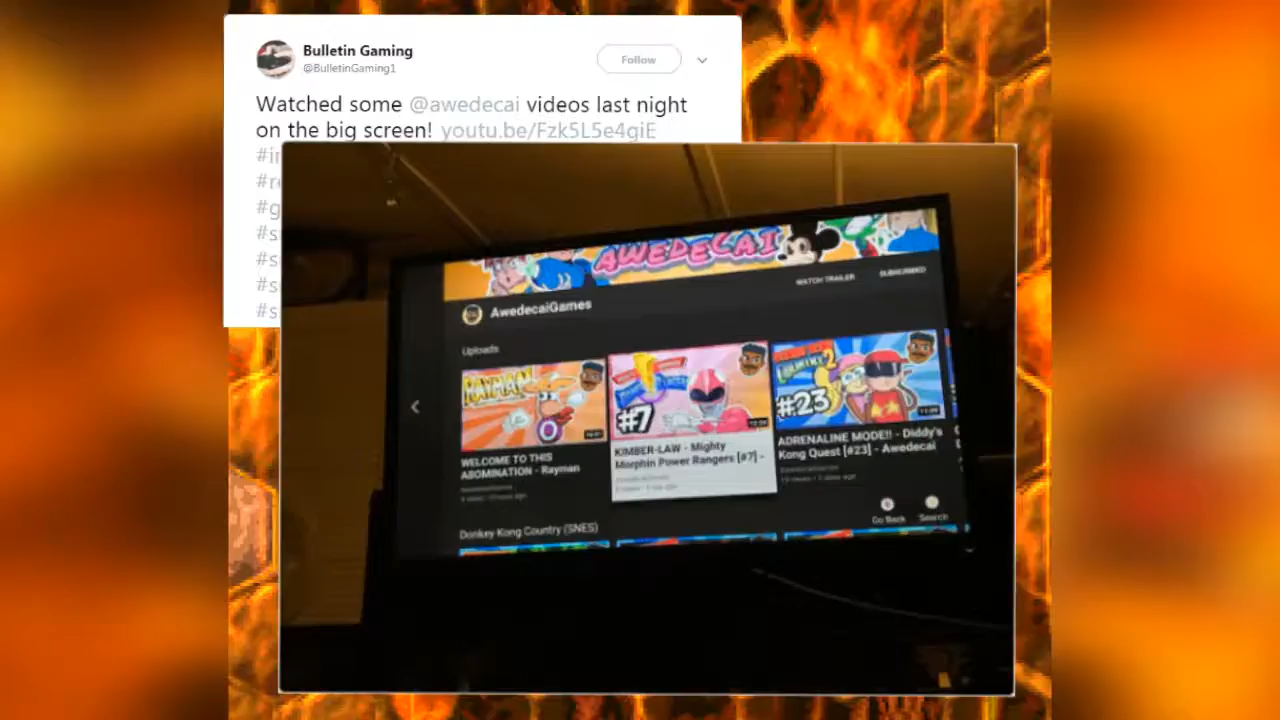 Bulletin Gaming
@BulletinGaming1
Follow
Watched some @awedecai videos last night
on the big screen! youtu.be/Fzk5L5e4giE
#g
#s
#s
#s
#s
AWEDECAI
WATCH TRAILER
SUBSCRIBED
AwedecaiGames
Uploads
RAYMAN
#7
#23
WELCOME TO THIS
ABOMINATION - Rayman
KIMBER-LAW - Mighty
Morphin Power Rangers [#7] -
ADRENALINE MODE!! - Diddy's
Kong Quest [#23] - Awedecai
Go Back
Search
Donkey Kong Country (SNES)